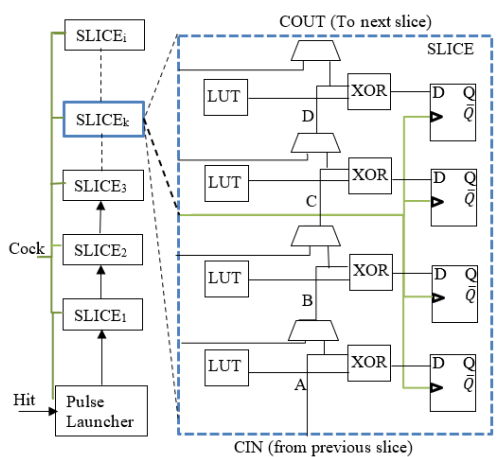 COUT (To next slice)
SLICEi
SLICE
LUT
XOR
D Q
Q̅
D
SLICEk
LUT
XOR
D Q
Q̅
SLICE3
C
Cock
SLICE2
LUT
XOR
D Q
Q̅
B
SLICE1
LUT
XOR
D Q
Q̅
A
Hit
Pulse
Launcher
CIN (from previous slice)